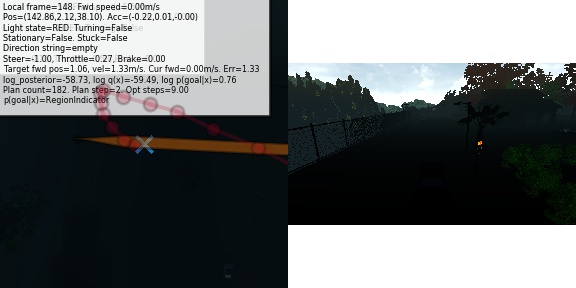 Local frame=148. Fwd speed=0.00m/s
Pos=(142.86,2.12,38.10). Acc=(-0.22,0.01,-0.00)
Light state=RED. Turning=False
Stationary=False. Stuck=False
Direction string=empty
Steer=-1.00, Throttle=0.27, Brake=0.00
Target fwd pos=1.06, vel=1.33m/s. Cur fwd=0.00m/s. Err=1.33
log_posterior=-58.73, log q(x)=-59.49, log p(goal|x)=0.76
Plan count=182. Plan step=2. Opt steps=9.00
p(goal|x)=RegionIndicator